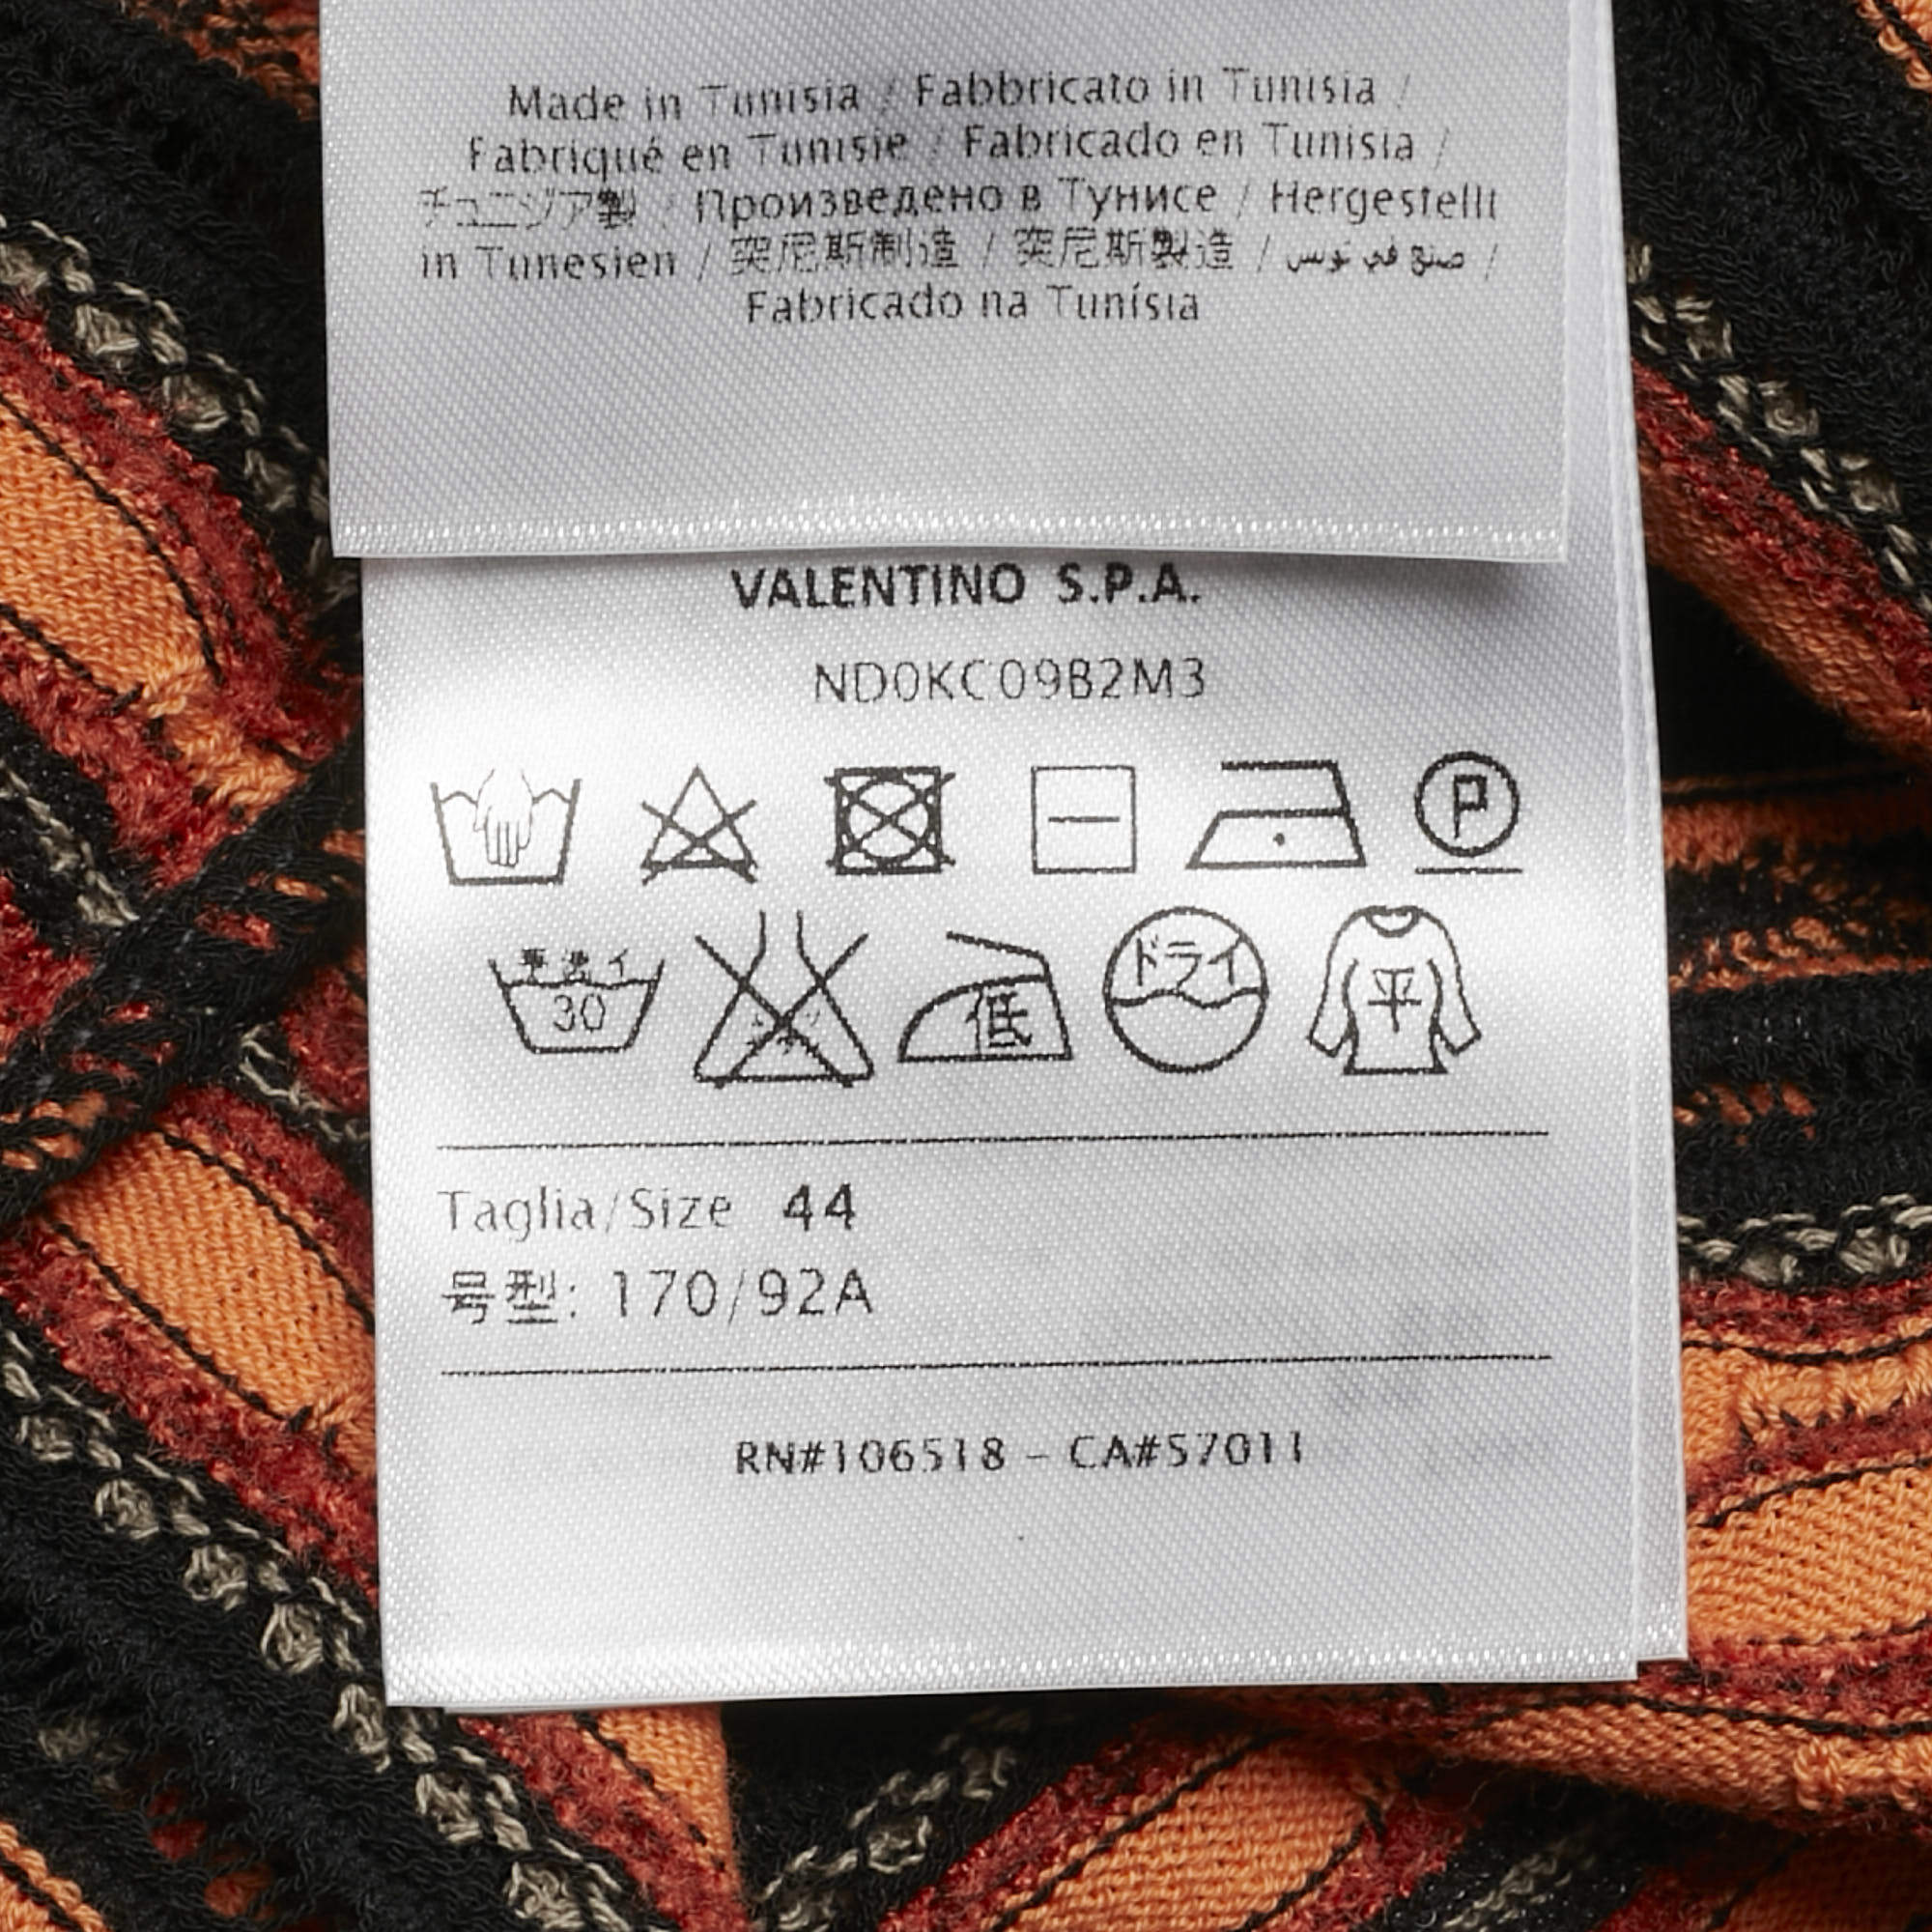 Made in Tunisia / Fabbricato in Tunisia /
Fabriqué en Tunisie / Fabricado en Tunisia /
チュニジア製 / Произведено в Тунисе / Hergestellt
in Tunesien / 突尼斯制造 / 突尼斯製造 / صنع في تونس /
Fabricado na Tunísia
VALENTINO S.P.A.
ND0KC09B2M3
P
手洗イ 30 低 ドライ 平
Taglia/Size 44
号型: 170/92A
RN#106518 - CA#57011